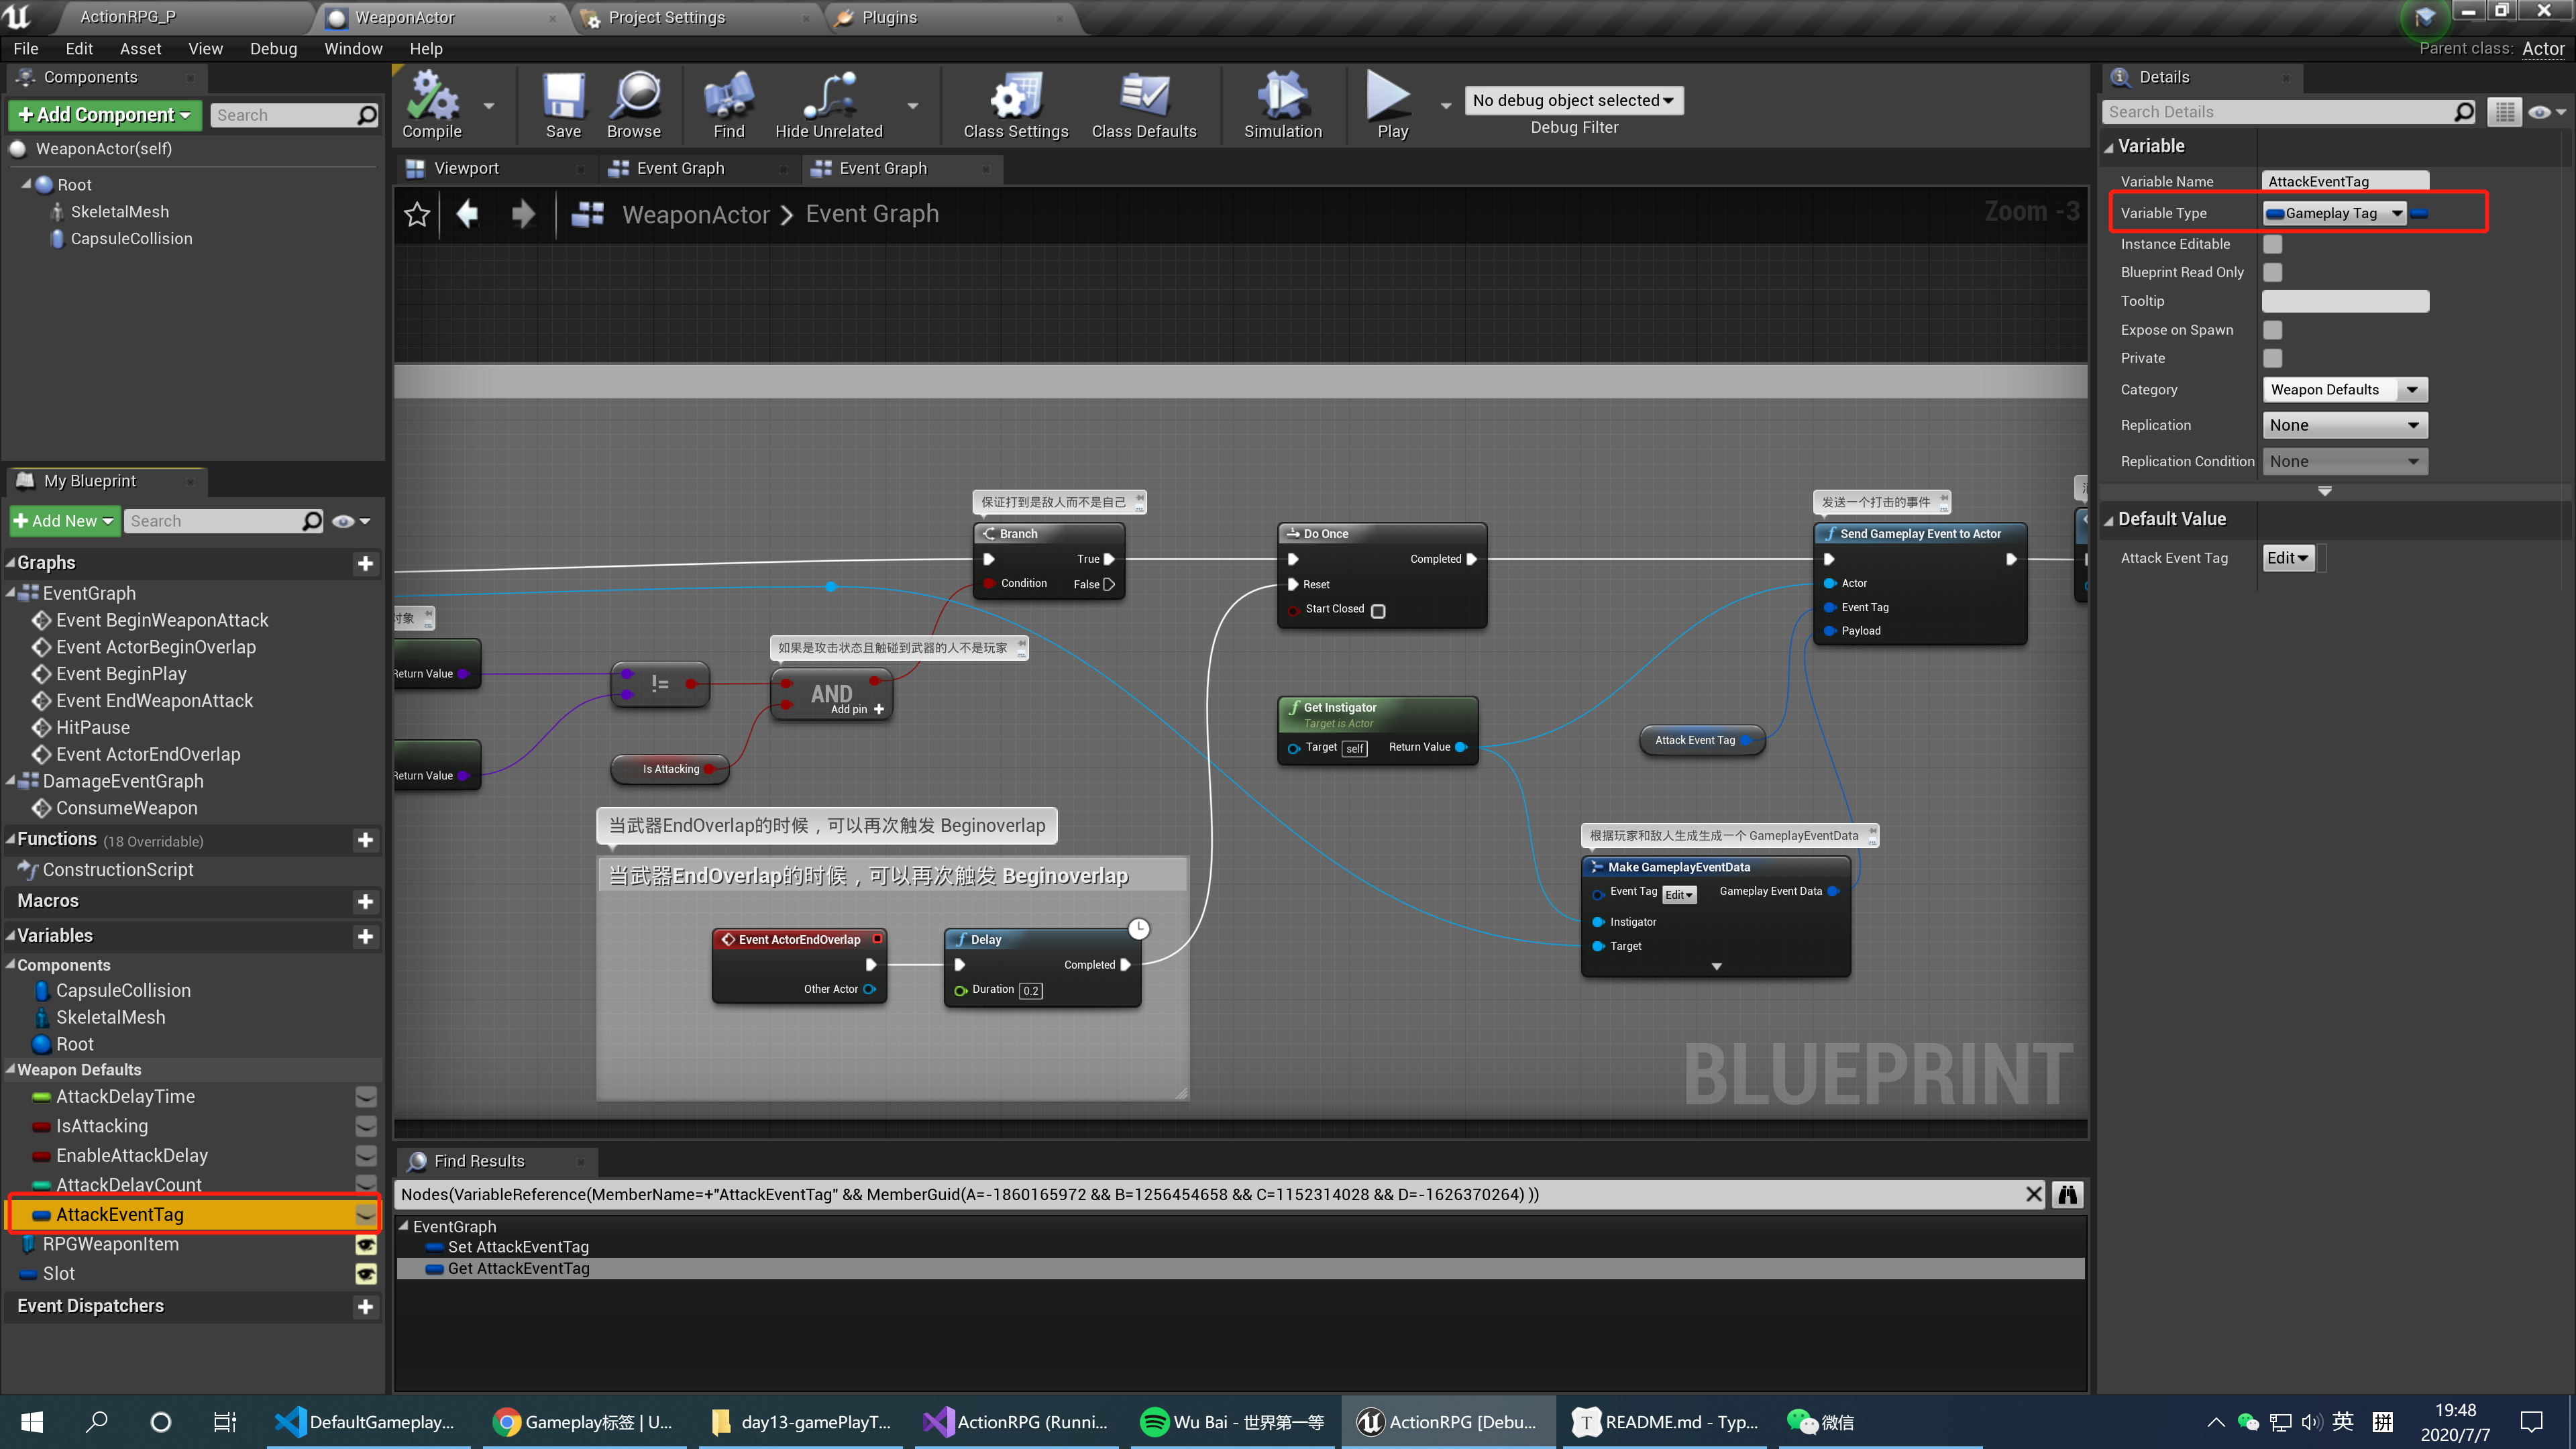 ActionRPG_P
WeaponActor
Project Settings
Plugins
File Edit Asset View Debug Window Help
Parent class: Actor
Components
Add Component
Search
WeaponActor(self)
Root
SkeletalMesh
CapsuleCollision
Compile
Save
Browse
Find
Hide Unrelated
Class Settings
Class Defaults
Simulation
Play
No debug object selected
Debug Filter
Viewport
Event Graph
Event Graph
WeaponActor > Event Graph
Zoom -3
My Blueprint
Add New
Search
Graphs
EventGraph
Event BeginWeaponAttack
Event ActorBeginOverlap
Event BeginPlay
Event EndWeaponAttack
HitPause
Event ActorEndOverlap
DamageEventGraph
ConsumeWeapon
Functions (18 Overridable)
ConstructionScript
Macros
Variables
Components
CapsuleCollision
SkeletalMesh
Root
Weapon Defaults
AttackDelayTime
IsAttacking
EnableAttackDelay
AttackDelayCount
AttackEventTag
RPGWeaponItem
Slot
Event Dispatchers
对象
Return Value
Return Value
!=
如果是攻击状态且触碰到武器的人不是玩家
AND
Add pin
Is Attacking
保证打到是敌人而不是自己
Branch
True
Condition
False
Do Once
Completed
Reset
Start Closed
发送一个打击的事件
Send Gameplay Event to Actor
Actor
Event Tag
Payload
Get Instigator
Target is Actor
Target self
Return Value
Attack Event Tag
根据玩家和敌人生成生成一个 GameplayEventData
Make GameplayEventData
Event Tag Edit
Gameplay Event Data
Instigator
Target
当武器EndOverlap的时候，可以再次触发 Beginoverlap
当武器EndOverlap的时候，可以再次触发 Beginoverlap
Event ActorEndOverlap
Other Actor
Delay
Completed
Duration 0.2
BLUEPRINT
Find Results
Nodes(VariableReference(MemberName=+"AttackEventTag" && MemberGuid(A=-1860165972 && B=1256454658 && C=1152314028 && D=-1626370264) ))
EventGraph
Set AttackEventTag
Get AttackEventTag
Details
Search Details
Variable
Variable Name AttackEventTag
Variable Type Gameplay Tag
Instance Editable
Blueprint Read Only
Tooltip
Expose on Spawn
Private
Category Weapon Defaults
Replication None
Replication Condition None
Default Value
Attack Event Tag Edit
DefaultGameplay...
Gameplay标签 | U...
day13-gamePlayT...
ActionRPG (Runni...
Wu Bai - 世界第一等
ActionRPG [Debu...
README.md - Typ...
微信
英
拼
19:48
2020/7/7